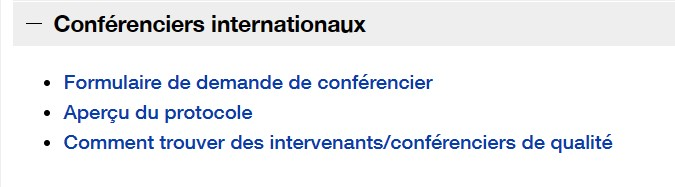 Conférenciers internationaux
Formulaire de demande de conférencier
Aperçu du protocole
Comment trouver des intervenants/conférenciers de qualité